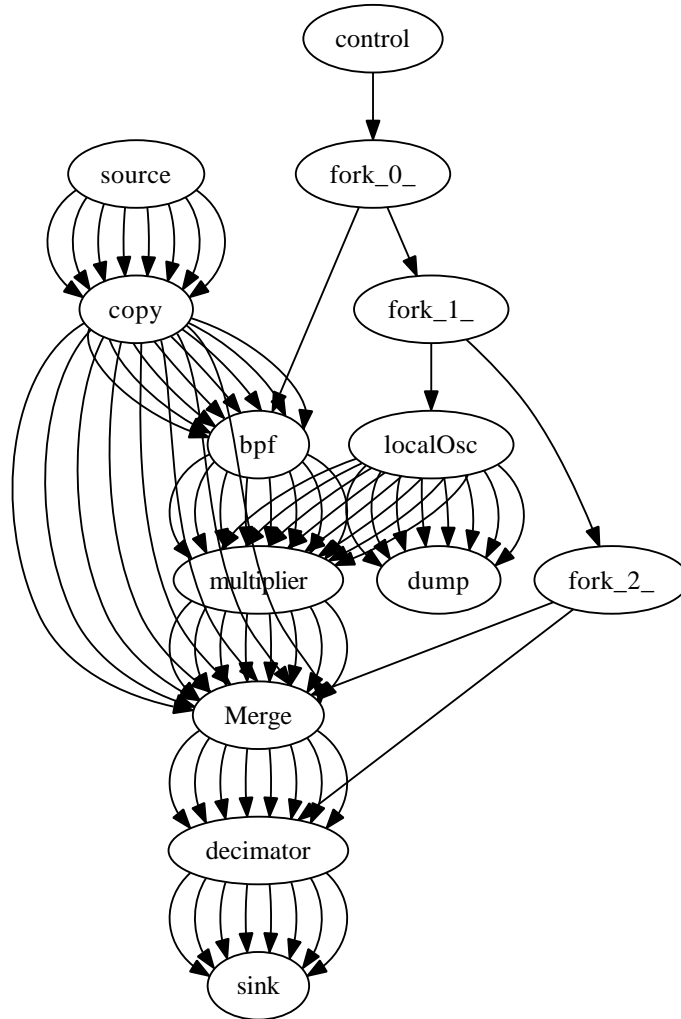 control
source
fork_0_
copy
fork_1_
bpf
localOsc
multiplier
dump
fork_2_
Merge
decimator
sink